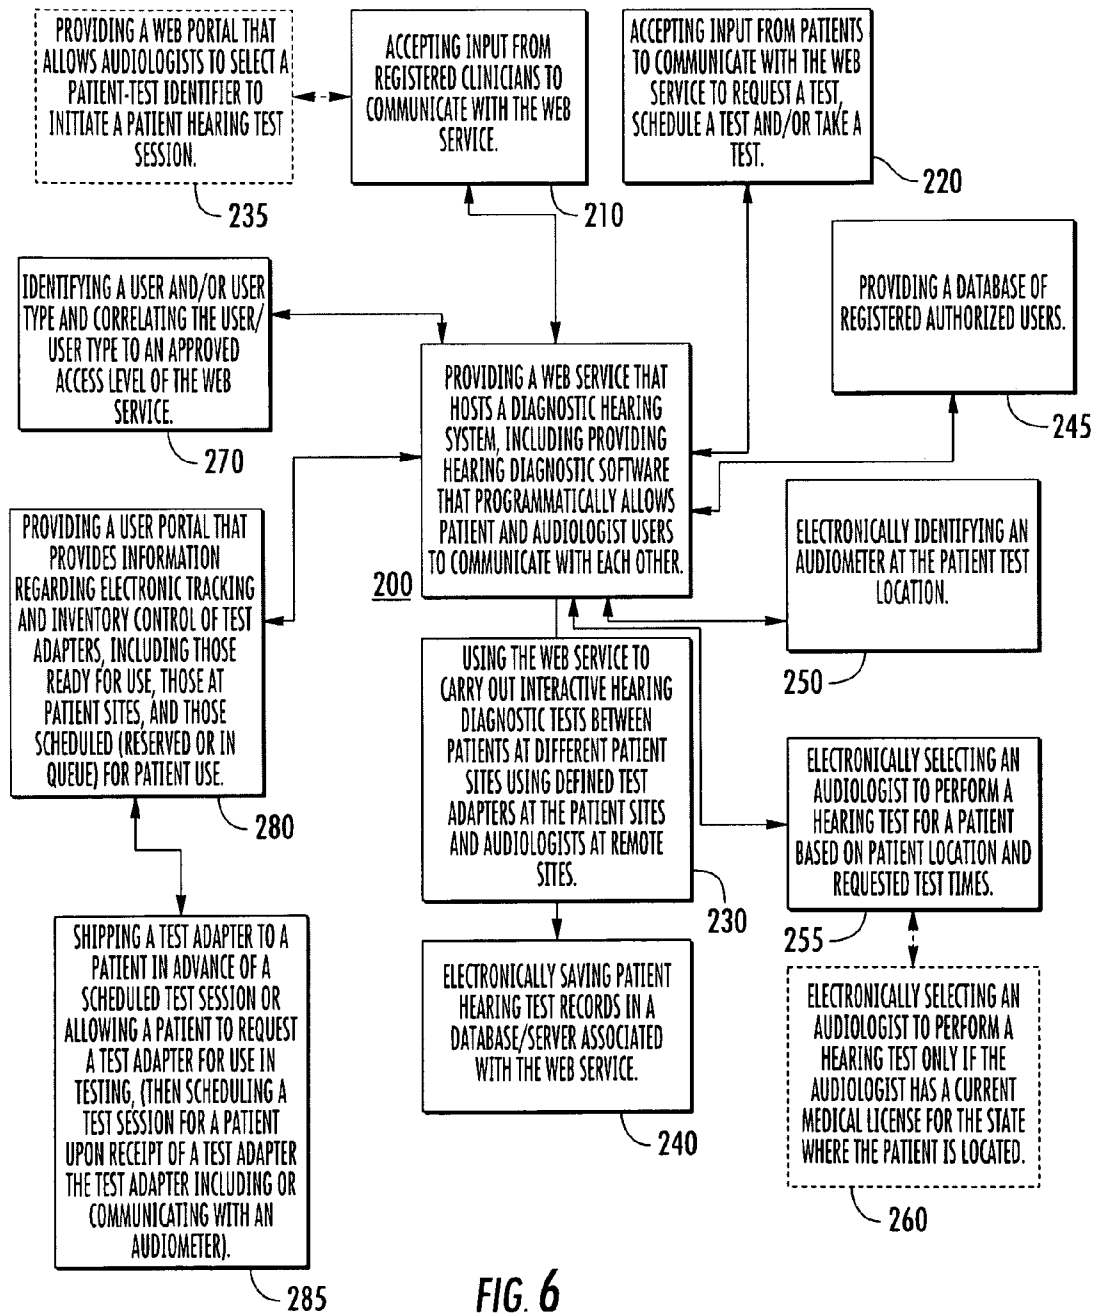 PROVIDING A WEB PORTAL THAT
ALLOWS AUDIOLOGISTS TO SELECT A
PATIENT-TEST IDENTIFIER TO
INITIATE A PATIENT HEARING TEST
SESSION.
235
ACCEPTING INPUT FROM
REGISTERED CLINICIANS TO
COMMUNICATE WITH THE WEB
SERVICE.
210
ACCEPTING INPUT FROM PATIENTS
TO COMMUNICATE WITH THE WEB
SERVICE TO REQUEST A TEST,
SCHEDULE A TEST AND/OR TAKE A
TEST.
220
IDENTIFYING A USER AND/OR USER
TYPE AND CORRELATING THE USER/
USER TYPE TO AN APPROVED
ACCESS LEVEL OF THE WEB
SERVICE.
270
PROVIDING A WEB SERVICE THAT
HOSTS A DIAGNOSTIC HEARING
SYSTEM, INCLUDING PROVIDING
HEARING DIAGNOSTIC SOFTWARE
THAT PROGRAMMATICALLY ALLOWS
PATIENT AND AUDIOLOGIST USERS
TO COMMUNICATE WITH EACH OTHER.
200
PROVIDING A DATABASE OF
REGISTERED AUTHORIZED USERS.
245
PROVIDING A USER PORTAL THAT
PROVIDES INFORMATION
REGARDING ELECTRONIC TRACKING
AND INVENTORY CONTROL OF TEST
ADAPTERS, INCLUDING THOSE
READY FOR USE, THOSE AT
PATIENT SITES, AND THOSE
SCHEDULED (RESERVED OR IN
QUEUE) FOR PATIENT USE.
280
ELECTRONICALLY IDENTIFYING AN
AUDIOMETER AT THE PATIENT TEST
LOCATION.
250
USING THE WEB SERVICE TO
CARRY OUT INTERACTIVE HEARING
DIAGNOSTIC TESTS BETWEEN
PATIENTS AT DIFFERENT PATIENT
SITES USING DEFINED TEST
ADAPTERS AT THE PATIENT SITES
AND AUDIOLOGISTS AT REMOTE
SITES.
230
ELECTRONICALLY SELECTING AN
AUDIOLOGIST TO PERFORM A
HEARING TEST FOR A PATIENT
BASED ON PATIENT LOCATION AND
REQUESTED TEST TIMES.
255
SHIPPING A TEST ADAPTER TO A
PATIENT IN ADVANCE OF A
SCHEDULED TEST SESSION OR
ALLOWING A PATIENT TO REQUEST
A TEST ADAPTER FOR USE IN
TESTING, (THEN SCHEDULING A
TEST SESSION FOR A PATIENT
UPON RECEIPT OF A TEST ADAPTER
THE TEST ADAPTER INCLUDING OR
COMMUNICATING WITH AN
AUDIOMETER).
285
ELECTRONICALLY SAVING PATIENT
HEARING TEST RECORDS IN A
DATABASE/SERVER ASSOCIATED
WITH THE WEB SERVICE.
240
ELECTRONICALLY SELECTING AN
AUDIOLOGIST TO PERFORM A
HEARING TEST ONLY IF THE
AUDIOLOGIST HAS A CURRENT
MEDICAL LICENSE FOR THE STATE
WHERE THE PATIENT IS LOCATED.
260
FIG. 6